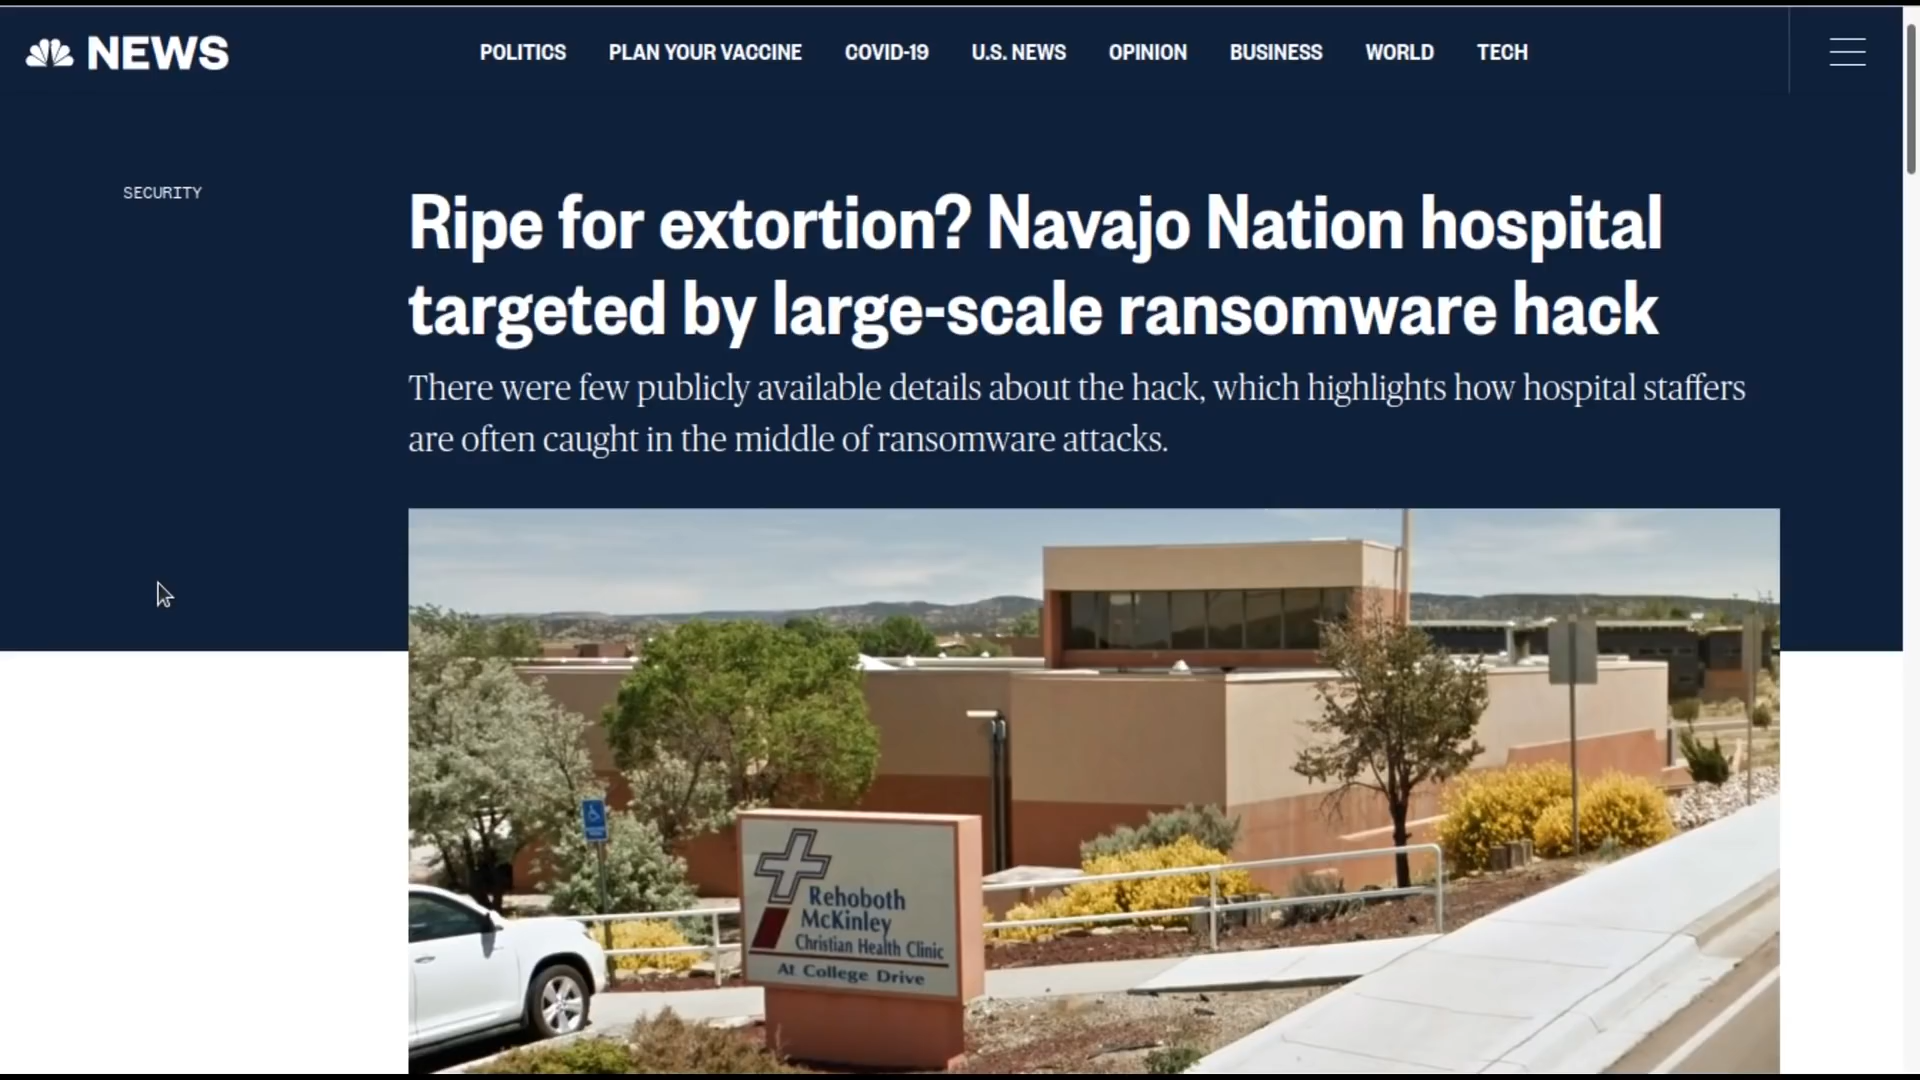 NEWS
POLITICS PLAN YOUR VACCINE COVID-19 U.S. NEWS OPINION BUSINESS WORLD TECH
SECURITY
Ripe for extortion? Navajo Nation hospital
targeted by large-scale ransomware hack
There were few publicly available details about the hack, which highlights how hospital staffers
are often caught in the middle of ransomware attacks.
Rehoboth
McKinley
Christian Health Clinic
At College Drive